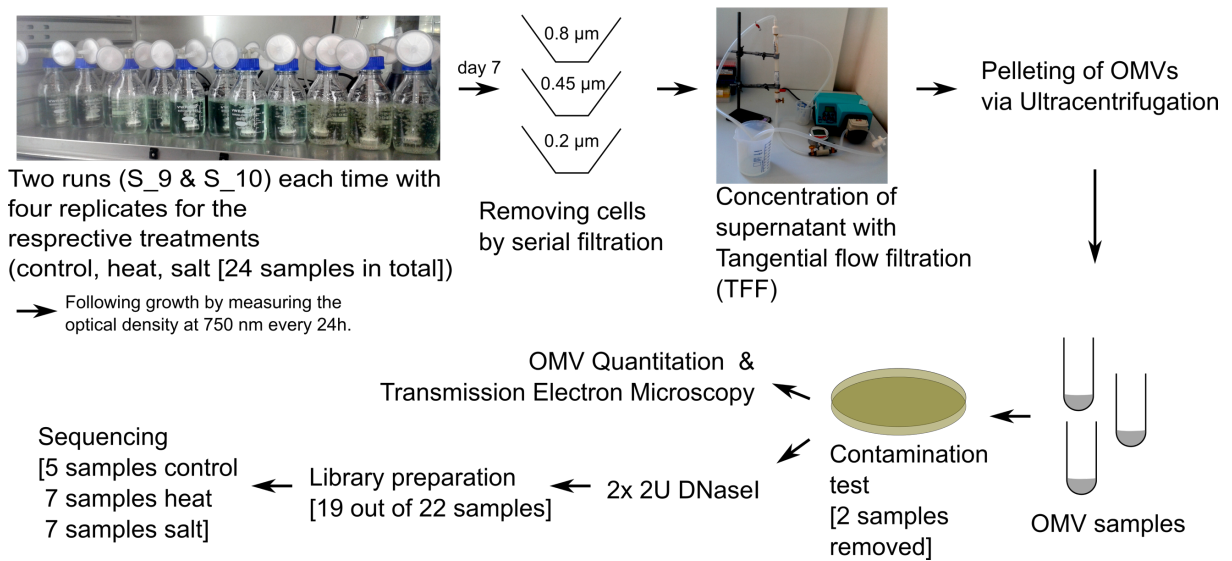 day 7
0.8 µm
0.45 µm
0.2 µm
Pelleting of OMVs
via Ultracentrifugation
Two runs (S_9 & S_10) each time with
four replicates for the
resprective treatments
(control, heat, salt [24 samples in total])
Following growth by measuring the
optical density at 750 nm every 24h.
Removing cells
by serial filtration
Concentration of
supernatant with
Tangential flow filtration
(TFF)
OMV Quantitation &
Transmission Electron Microscopy
Sequencing
[5 samples control
7 samples heat
7 samples salt]
Library preparation
[19 out of 22 samples]
2x 2U DNaseI
Contamination
test
[2 samples
removed]
OMV samples